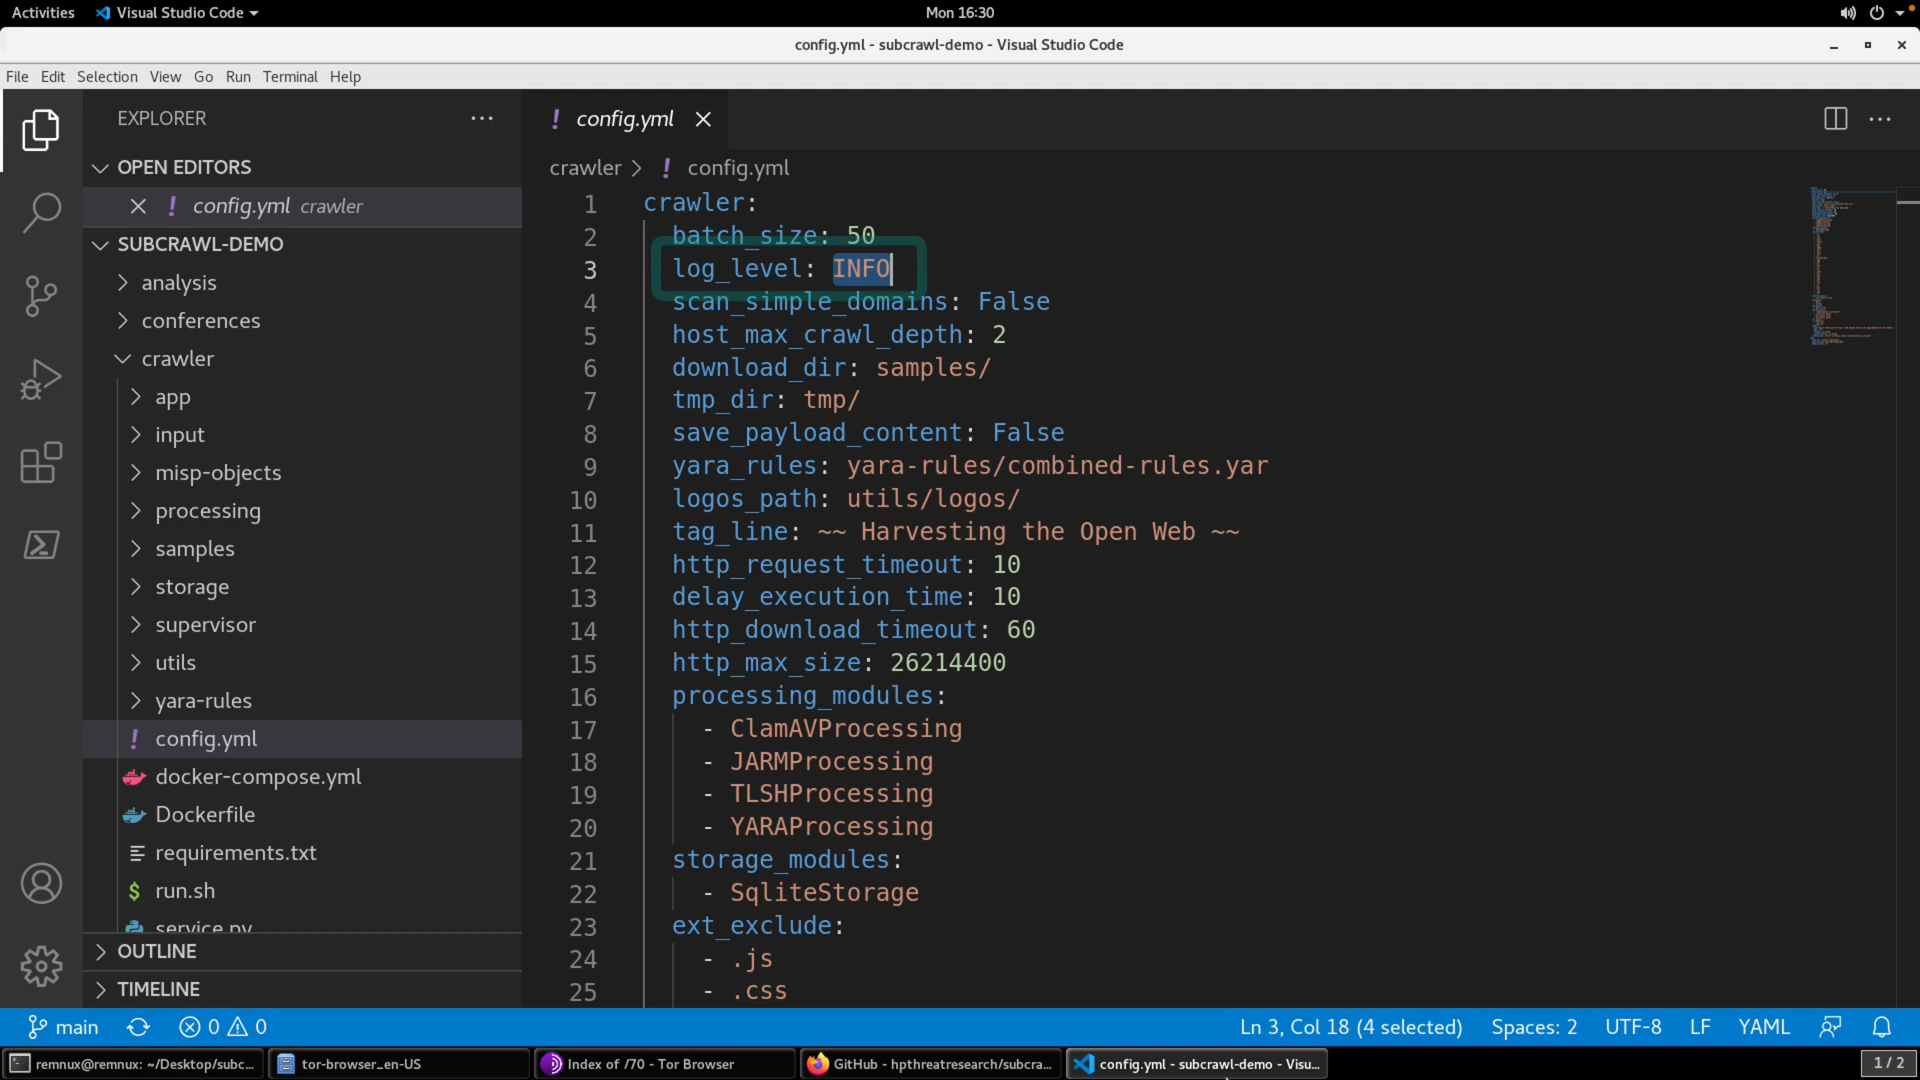 Activities Visual Studio Code Mon 16:30
config.yml - subcrawl-demo - Visual Studio Code
File Edit Selection View Go Run Terminal Help
EXPLORER
OPEN EDITORS
config.yml crawler
SUBCRAWL-DEMO
analysis
conferences
crawler
app
input
misp-objects
processing
samples
storage
supervisor
utils
yara-rules
config.yml
docker-compose.yml
Dockerfile
requirements.txt
run.sh
service.py
OUTLINE
TIMELINE
config.yml
crawler > config.yml
1 crawler:
2 batch_size: 50
3 log_level: INFO
4 scan_simple_domains: False
5 host_max_crawl_depth: 2
6 download_dir: samples/
7 tmp_dir: tmp/
8 save_payload_content: False
9 yara_rules: yara-rules/combined-rules.yar
10 logos_path: utils/logos/
11 tag_line: ~~ Harvesting the Open Web ~~
12 http_request_timeout: 10
13 delay_execution_time: 10
14 http_download_timeout: 60
15 http_max_size: 26214400
16 processing_modules:
17 - ClamAVProcessing
18 - JARMProcessing
19 - TLSHProcessing
20 - YARAProcessing
21 storage_modules:
22 - SqliteStorage
23 ext_exclude:
24 - .js
25 - .css
main 0 0 Ln 3, Col 18 (4 selected) Spaces: 2 UTF-8 LF YAML
remnux@remnux: ~/Desktop/subc... tor-browser_en-US Index of /70 - Tor Browser GitHub - hpthreatresearch/subcra... config.yml - subcrawl-demo - Visu... 1 / 2